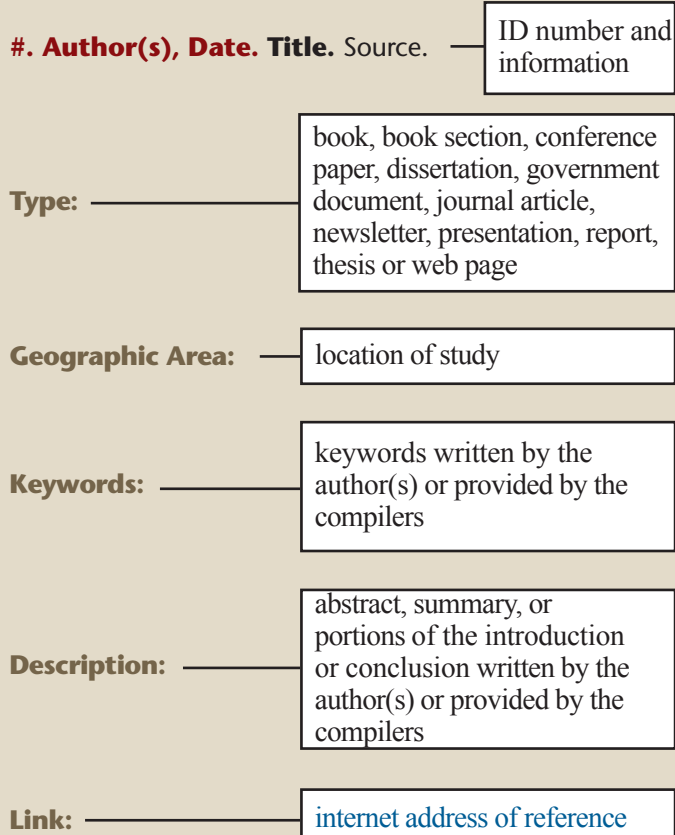 #. Author(s), Date. Title. Source.
ID number and
information
Type:
book, book section, conference
paper, dissertation, government
document, journal article,
newsletter, presentation, report,
thesis or web page
Geographic Area:
location of study
Keywords:
keywords written by the
author(s) or provided by the
compilers
Description:
abstract, summary, or
portions of the introduction
or conclusion written by the
author(s) or provided by the
compilers
Link:
internet address of reference